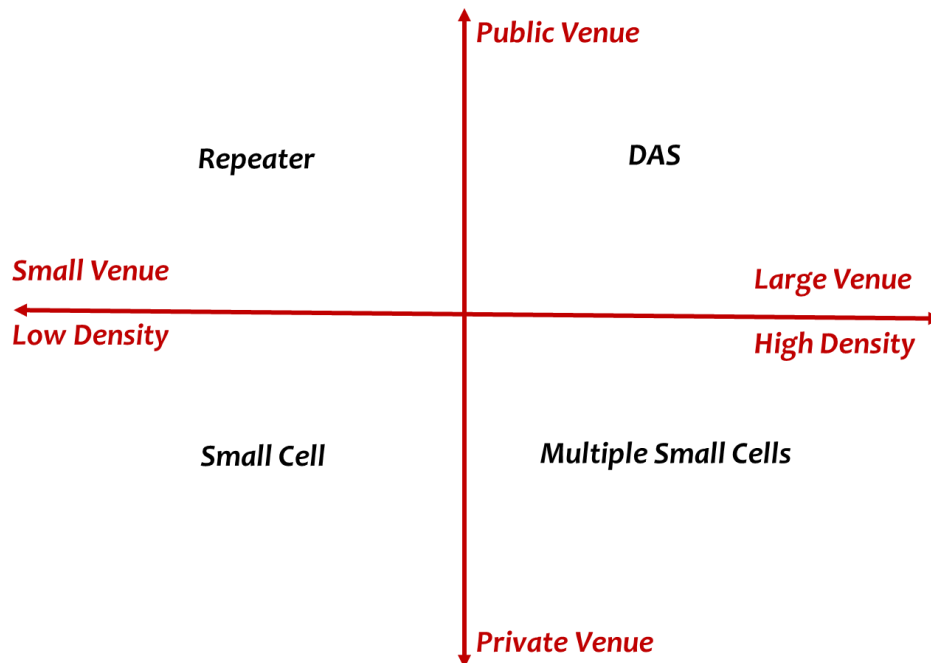 Public Venue
Repeater
DAS
Small Venue
Large Venue
Low Density
High Density
Small Cell
Multiple Small Cells
Private Venue